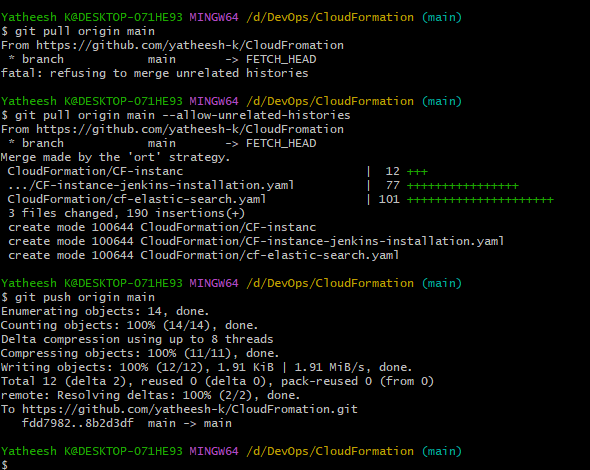 Yatheesh K@DESKTOP-071HE93 MINGW64 /d/DevOps/CloudFormation (main)
$ git pull origin main
From https://github.com/yatheesh-k/CloudFromation
 * branch            main       -> FETCH_HEAD
fatal: refusing to merge unrelated histories
Yatheesh K@DESKTOP-071HE93 MINGW64 /d/DevOps/CloudFormation (main)
$ git pull origin main --allow-unrelated-histories
From https://github.com/yatheesh-k/CloudFromation
 * branch            main       -> FETCH_HEAD
Merge made by the 'ort' strategy.
 CloudFormation/CF-instanc                          |  12 +++
 .../CF-instance-jenkins-installation.yaml          |  77 ++++++++++++++++
 CloudFormation/cf-elastic-search.yaml              | 101 +++++++++++++++++++++
 3 files changed, 190 insertions(+)
 create mode 100644 CloudFormation/CF-instanc
 create mode 100644 CloudFormation/CF-instance-jenkins-installation.yaml
 create mode 100644 CloudFormation/cf-elastic-search.yaml
Yatheesh K@DESKTOP-071HE93 MINGW64 /d/DevOps/CloudFormation (main)
$ git push origin main
Enumerating objects: 14, done.
Counting objects: 100% (14/14), done.
Delta compression using up to 8 threads
Compressing objects: 100% (11/11), done.
Writing objects: 100% (12/12), 1.91 KiB | 1.91 MiB/s, done.
Total 12 (delta 2), reused 0 (delta 0), pack-reused 0 (from 0)
remote: Resolving deltas: 100% (2/2), done.
To https://github.com/yatheesh-k/CloudFromation.git
   fdd7982..8b2d3df  main -> main
Yatheesh K@DESKTOP-071HE93 MINGW64 /d/DevOps/CloudFormation (main)
$